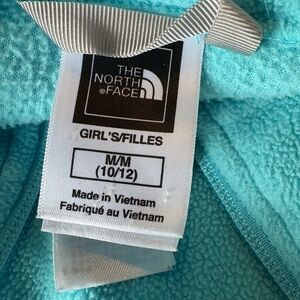 THE
NORTH
FACE
GIRL'S/FILLES
M/M
(10/12)
Made in Vietnam
Fabriqué au Vietnam